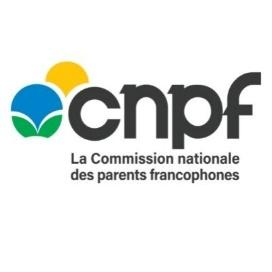 cnpf
La Commission nationale
des parents francophones